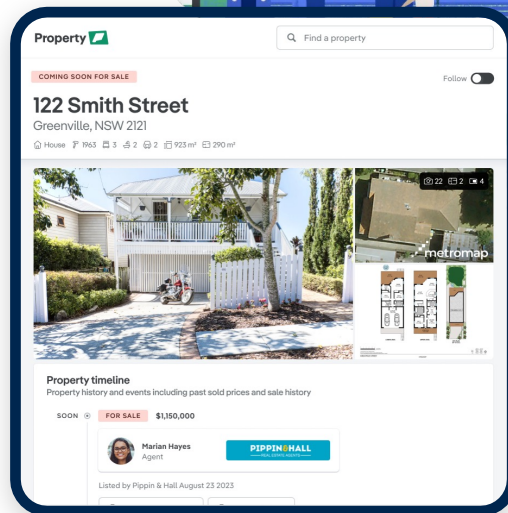 Property
Find a property
COMING SOON FOR SALE
Follow
122 Smith Street
Greenville, NSW 2121
House 1963 3 2 2 923 m² 290 m²
22 2 4
metromap
Property timeline
Property history and events including past sold prices and sale history
SOON FOR SALE $1,150,000
Marian Hayes
Agent
PIPPIN&HALL
REAL ESTATE AGENTS
Listed by Pippin & Hall August 23 2023